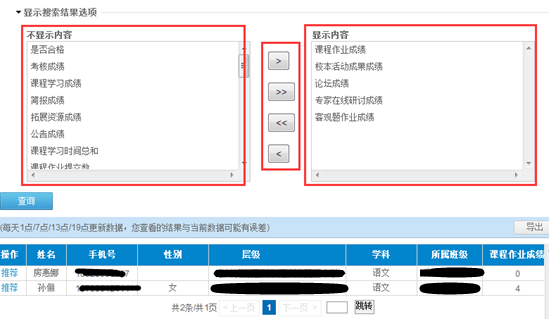 显示搜索结果选项
不显示内容
是否合格
考核成绩
课程学习成绩
简报成绩
拓展资源成绩
公告成绩
课程学习时间总和
课程作业提交数
>
>>
<<
<
显示内容
课程作业成绩
校本活动成果成绩
论坛成绩
专家在线研讨成绩
客观题作业成绩
查询
(每天1点/7点/13点/19点更新数据，您查看的结果与当前数据可能有误差) 导出
操作 姓名 手机号 性别 层级 学科 所属班级 课程作业成绩
推荐 房惠娜 7 语文 0
推荐 孙俪 女 语文 4
共2条/共1页 <上一页 1 下一页> 跳转